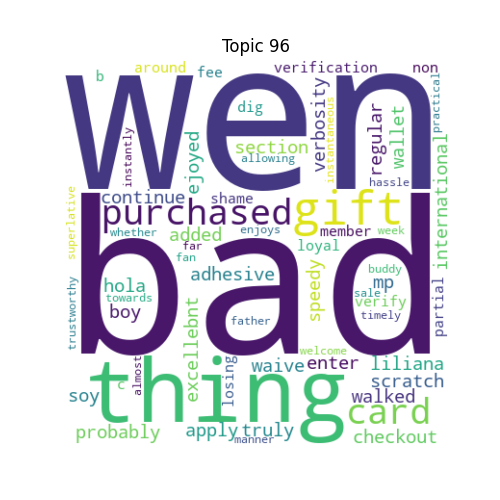 Topic 96
around
fee
verification
non
b
wen
dig
verbosity
instantaneous
regular
wallet
practical
instantly
ejoyed
section
allowing
hassle
international
superlative
continue
shame
purchased
gift
member
week
whether
added
enjoys
loyal
far
fan
bad
trustworthy
hola
towards
boy
adhesive
speedy
buddy
mp
sale
verify
timely
partial
father
excellebnt
almost
c
losing
welcome
thing
waive
enter
liliana
scratch
soy
walked
card
probably
apply
truly
manner
checkout